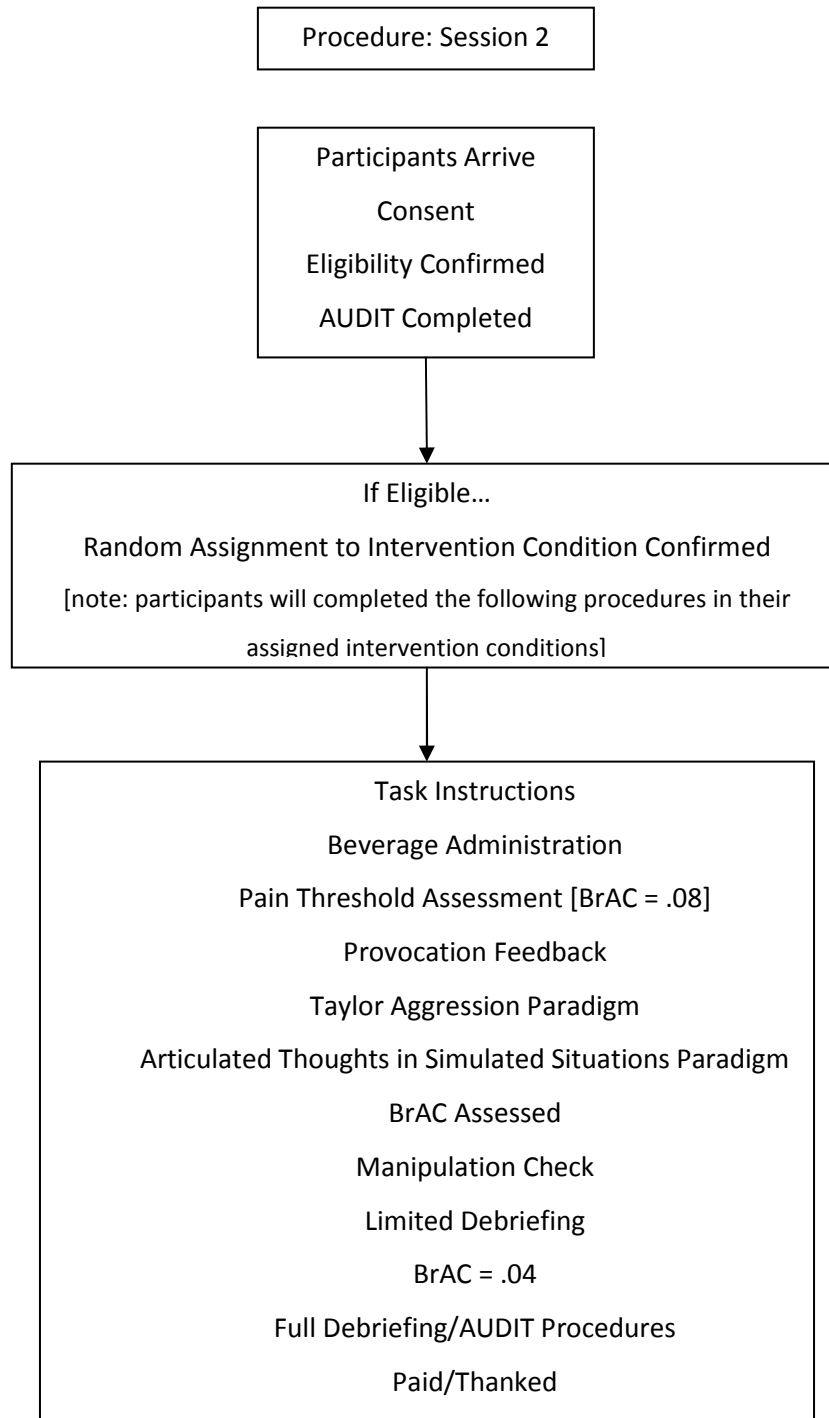 Procedure: Session 2
Participants Arrive
Consent
Eligibility Confirmed
AUDIT Completed
If Eligible…
Random Assignment to Intervention Condition Confirmed
[note: participants will completed the following procedures in their
assigned intervention conditions]
Task Instructions
Beverage Administration
Pain Threshold Assessment [BrAC = .08]
Provocation Feedback
Taylor Aggression Paradigm
Articulated Thoughts in Simulated Situations Paradigm
BrAC Assessed
Manipulation Check
Limited Debriefing
BrAC = .04
Full Debriefing/AUDIT Procedures
Paid/Thanked